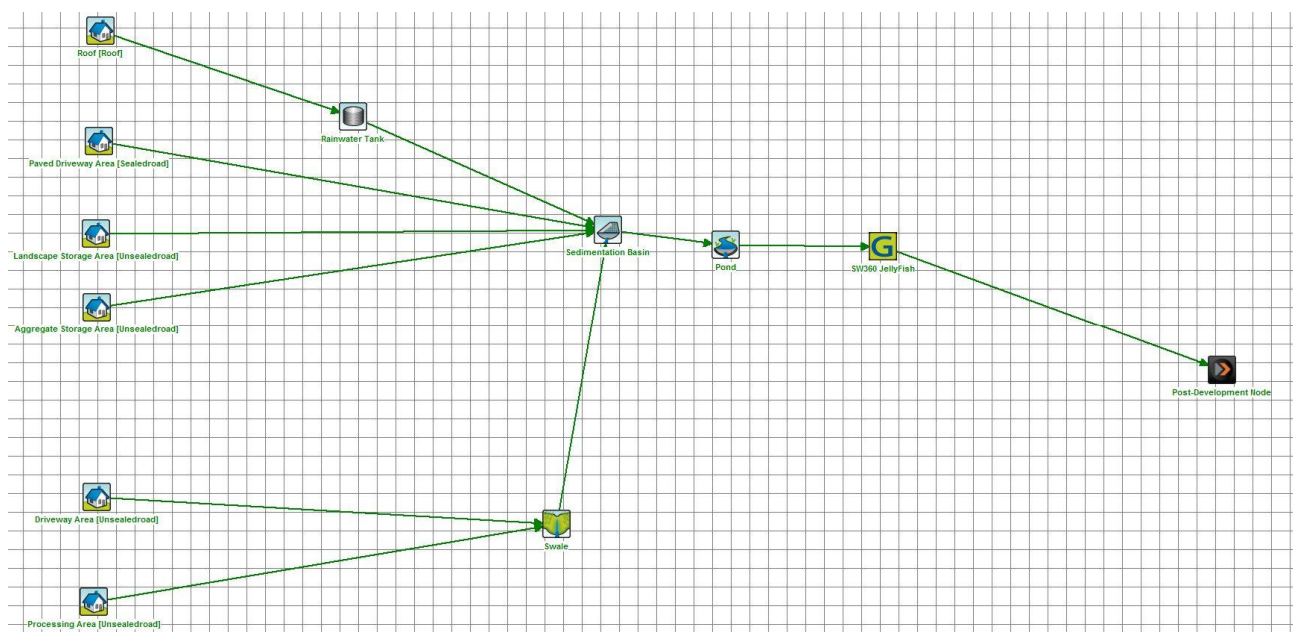 Roof [Roof]
Rainwater Tank
Paved Driveway Area [Sealedroad]
Landscape Storage Area [Unsealedroad]
Sedimentation Basin
Pond
G
SW360 JellyFish
Aggregate Storage Area [Unsealedroad]
Post-Development Node
Driveway Area [Unsealedroad]
Swale
Processing Area [Unsealedroad]